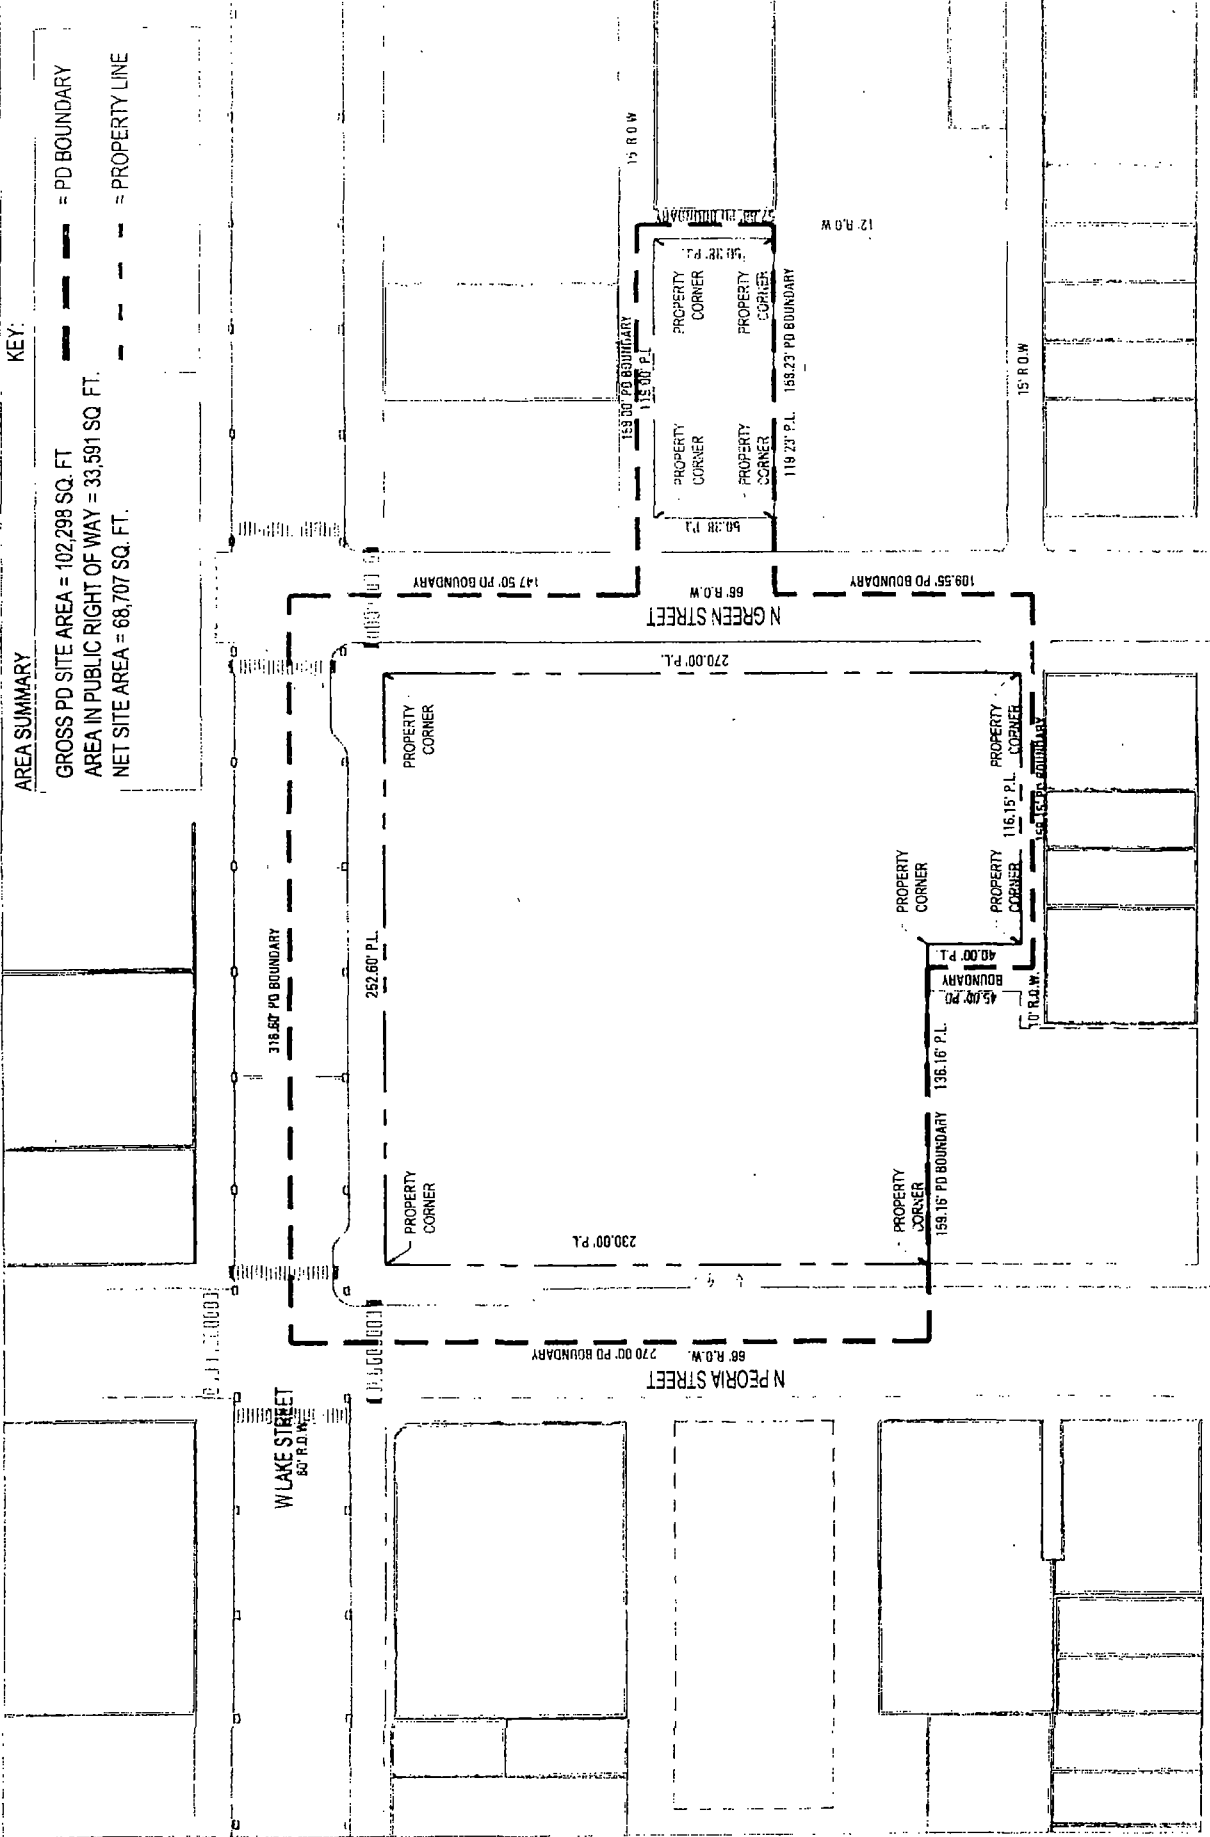 AREA SUMMARY
GROSS PD SITE AREA = 102,298 SQ. FT
AREA IN PUBLIC RIGHT OF WAY = 33,591 SQ FT.
NET SITE AREA = 68,707 SQ. FT.
KEY:
= PD BOUNDARY
= PROPERTY LINE
W LAKE STREET
60' R.O.W.
318.60' PD BOUNDARY
252.60' P.L.
PROPERTY
CORNER
PROPERTY
CORNER
147 50' PD BOUNDARY
N GREEN STREET
66' R.O.W
109.55' PD BOUNDARY
270.00' P.L.
15' R O W
159 00' PD BOUNDARY
119.00' P.L
50.38' P.L.
50.38' P.L
PROPERTY
CORNER
PROPERTY
CORNER
PROPERTY
CORNER
PROPERTY
CORNER
119 23' P.L.
PD BOUNDARY
12' R.O W
15' R O.W
230.00' P.L
270 00' PD BOUNDARY
66' R.O.W.
N PEORIA STREET
PROPERTY
CORNER
159.16' PD BOUNDARY
136.16' P.L.
PROPERTY
CORNER
40.00' P.L.
45.00' PD
BOUNDARY
10' R.O.W.
PROPERTY
CORNER
116.15' P.L.
PROPERTY
CORNER
PD BOUNDARY